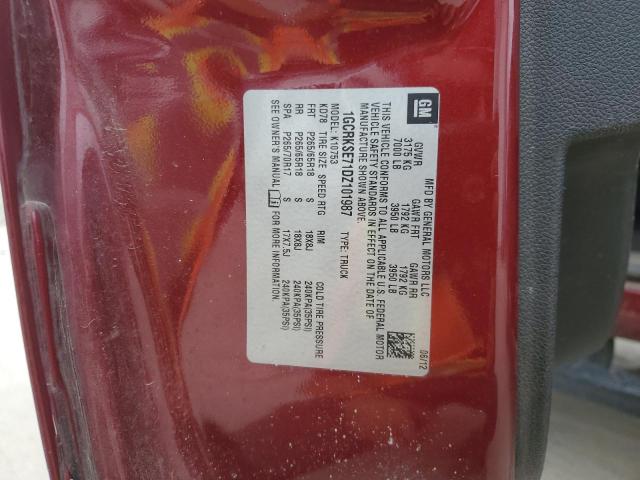 GM
MFD BY GENERAL MOTORS LLC
06/12
GVWR GAWR FRT GAWR RR
3175 KG 1792 KG 1792 KG
7000 LB 3950 LB 3950 LB
THIS VEHICLE CONFORMS TO ALL APPLICABLE U.S. FEDERAL MOTOR
VEHICLE SAFETY STANDARDS IN EFFECT ON THE DATE OF
MANUFACTURE SHOWN ABOVE.
1GCRKSE71DZ101987 TYPE: TRUCK
MODEL: K10753
K078 TIRE SIZE SPEED RTG RIM COLD TIRE PRESSURE
FRT P265/65R18 S 18X8J 240KPA(35PSI)
RR P265/65R18 S 18X8J 240KPA(35PSI)
SPA P265/70R17 S 17X7.5J 240KPA(35PSI)
SEE OWNER'S MANUAL FOR MORE INFORMATION.